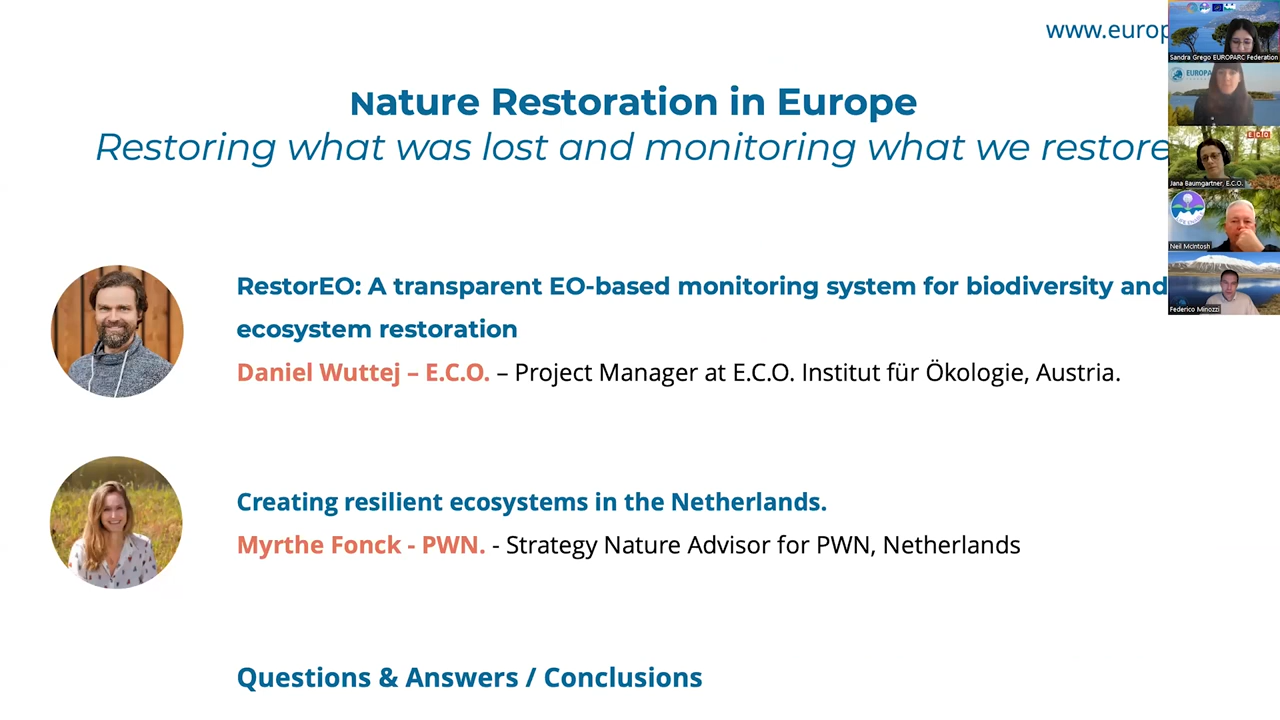 www.europ
Nature Restoration in Europe
Restoring what was lost and monitoring what we restore
RestorEO: A transparent EO-based monitoring system for biodiversity and
ecosystem restoration
Daniel Wuttej – E.C.O. – Project Manager at E.C.O. Institut für Ökologie, Austria.
Creating resilient ecosystems in the Netherlands.
Myrthe Fonck - PWN. - Strategy Nature Advisor for PWN, Netherlands
Questions & Answers / Conclusions
Sandra Grego EUROPARC Federation
EUROPA
E.C.O.
Jana Baumgartner, E.C.O.
Neil McIntosh
Federico Minozzi